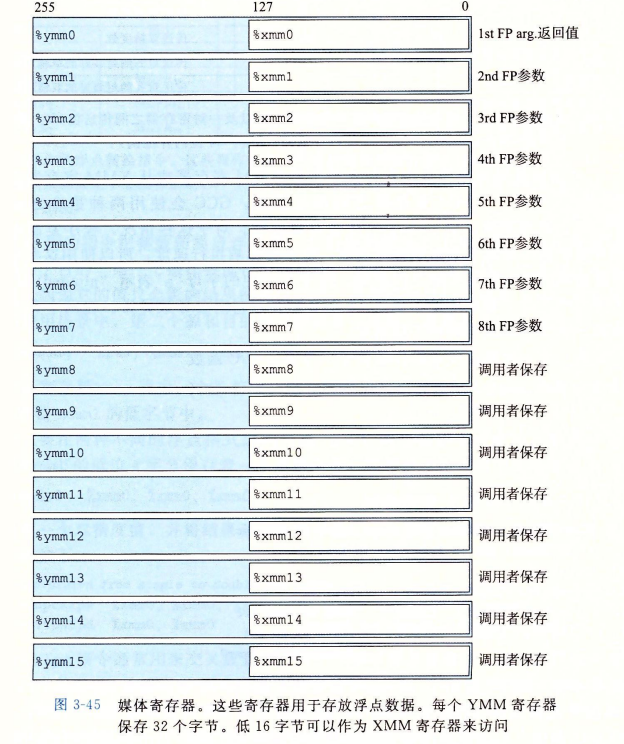 255 127 0
%ymm0 %xmm0 1st FP arg.返回值
%ymm1 %xmm1 2nd FP参数
%ymm2 %xmm2 3rd FP参数
%ymm3 %xmm3 4th FP参数
%ymm4 %xmm4 5th FP参数
%ymm5 %xmm5 6th FP参数
%ymm6 %xmm6 7th FP参数
%ymm7 %xmm7 8th FP参数
%ymm8 %xmm8 调用者保存
%ymm9 %xmm9 调用者保存
%ymm10 %xmm10 调用者保存
%ymm11 %xmm11 调用者保存
%ymm12 %xmm12 调用者保存
%ymm13 %xmm13 调用者保存
%ymm14 %xmm14 调用者保存
%ymm15 %xmm15 调用者保存
图 3-45 媒体寄存器。这些寄存器用于存放浮点数据。每个 YMM 寄存器
保存 32 个字节。低 16 字节可以作为 XMM 寄存器来访问